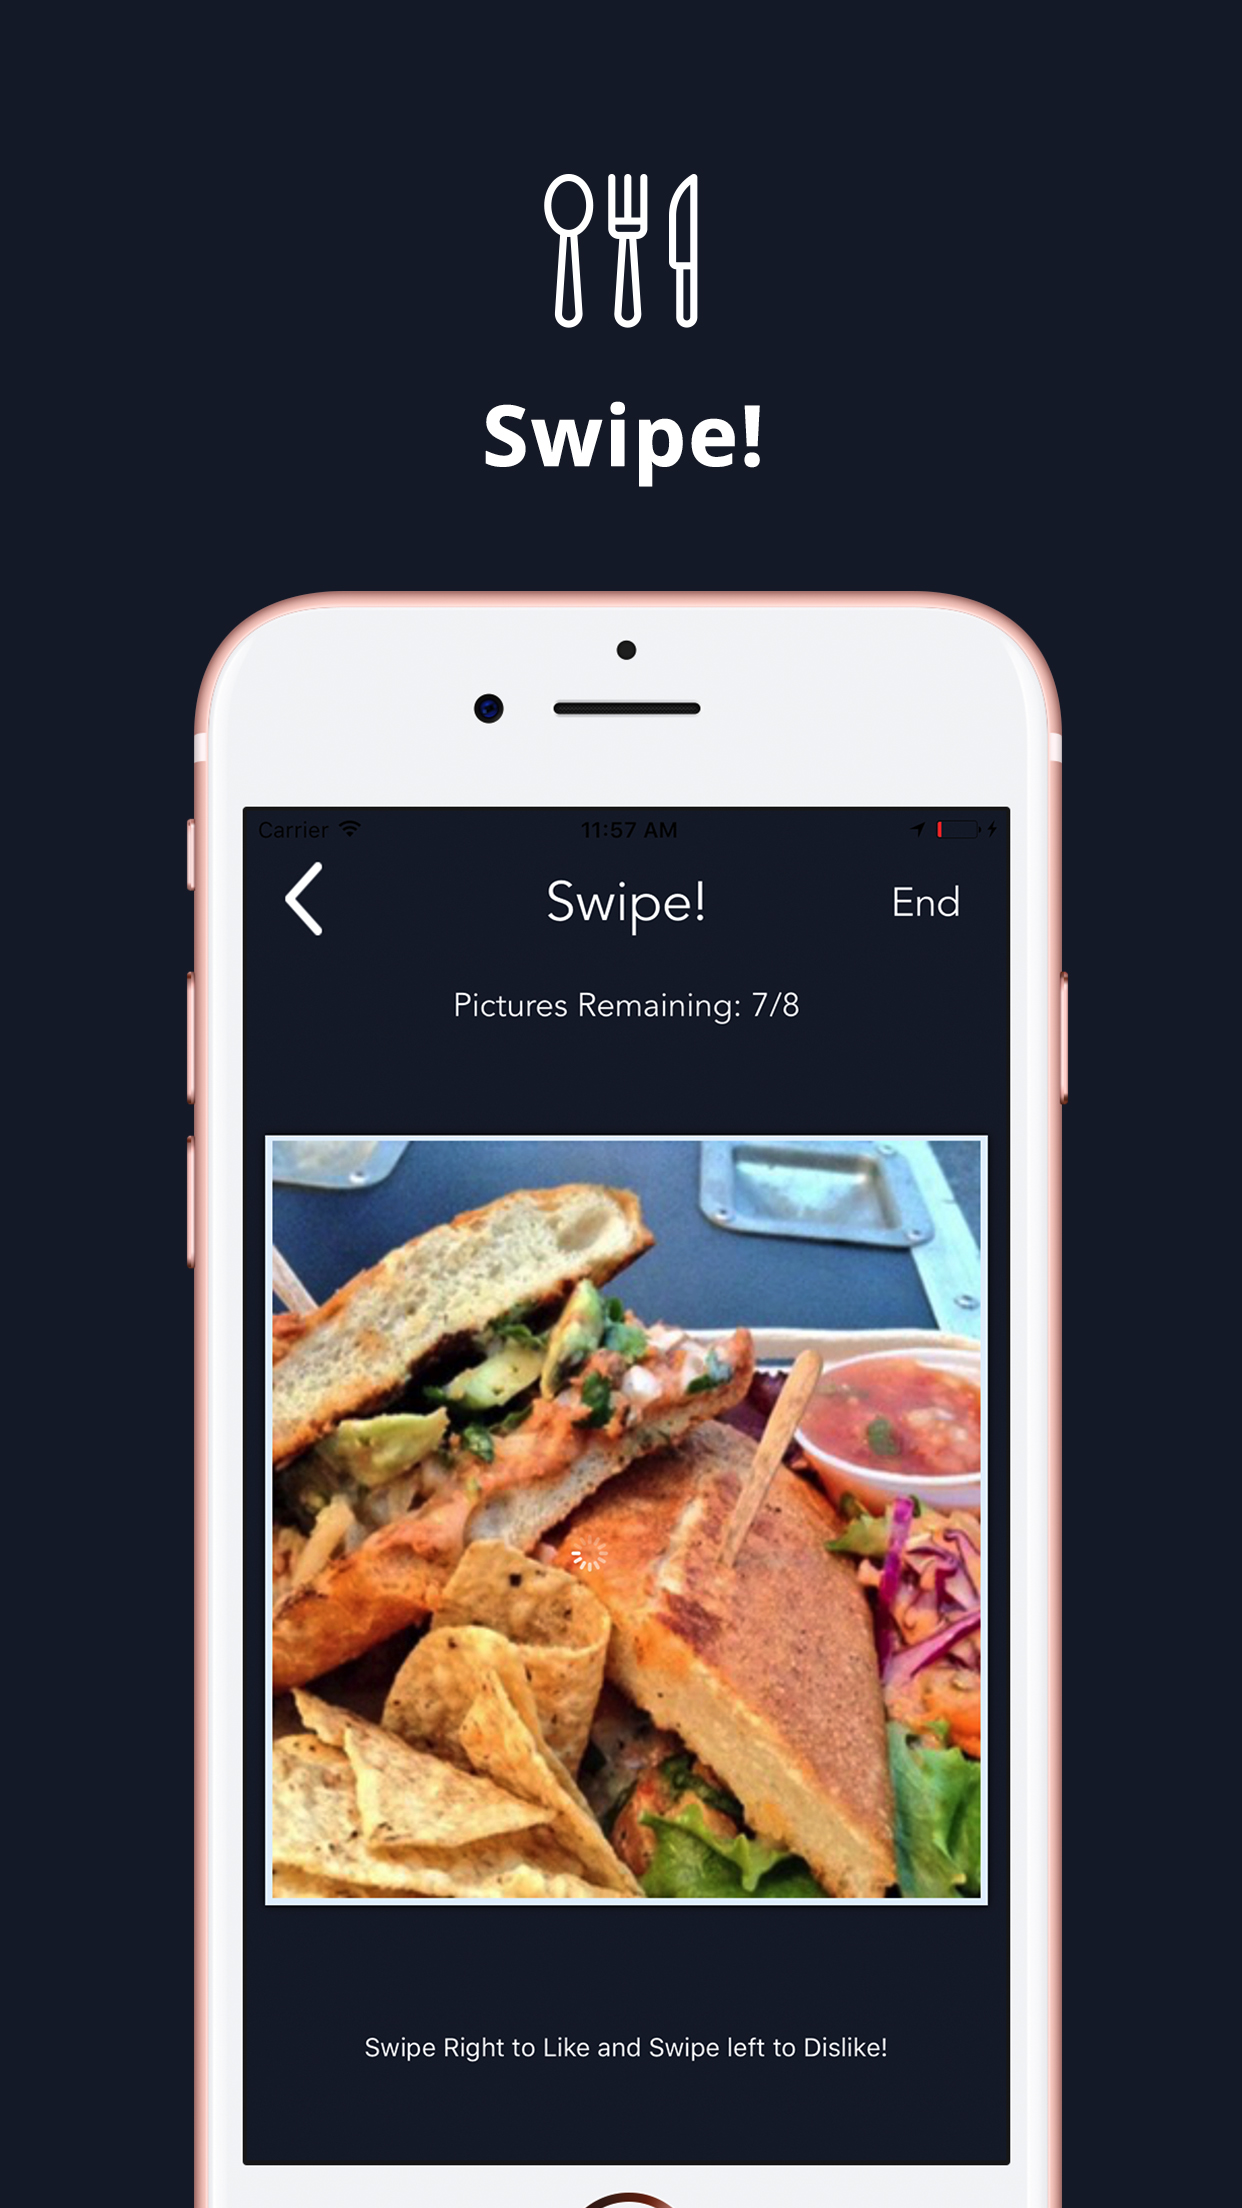 Swipe!
Carrier 11:57 AM
Swipe! End
Pictures Remaining: 7/8
Swipe Right to Like and Swipe left to Dislike!